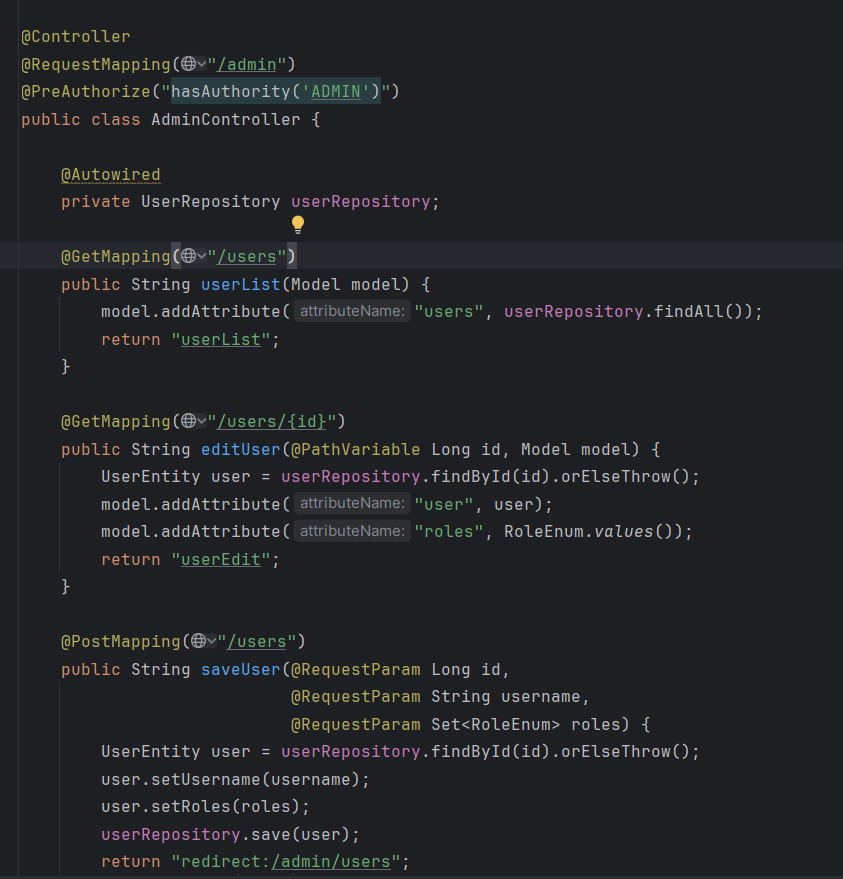 @Controller
@RequestMapping("/admin")
@PreAuthorize("hasAuthority('ADMIN')")
public class AdminController {
@Autowired
private UserRepository userRepository;
@GetMapping("/users")
public String userList(Model model) {
model.addAttribute( attributeName: "users", userRepository.findAll());
return "userList";
}
@GetMapping("/users/{id}")
public String editUser(@PathVariable Long id, Model model) {
UserEntity user = userRepository.findById(id).orElseThrow();
model.addAttribute( attributeName: "user", user);
model.addAttribute( attributeName: "roles", RoleEnum.values());
return "userEdit";
}
@PostMapping("/users")
public String saveUser(@RequestParam Long id,
@RequestParam String username,
@RequestParam Set<RoleEnum> roles) {
UserEntity user = userRepository.findById(id).orElseThrow();
user.setUsername(username);
user.setRoles(roles);
userRepository.save(user);
return "redirect:/admin/users";